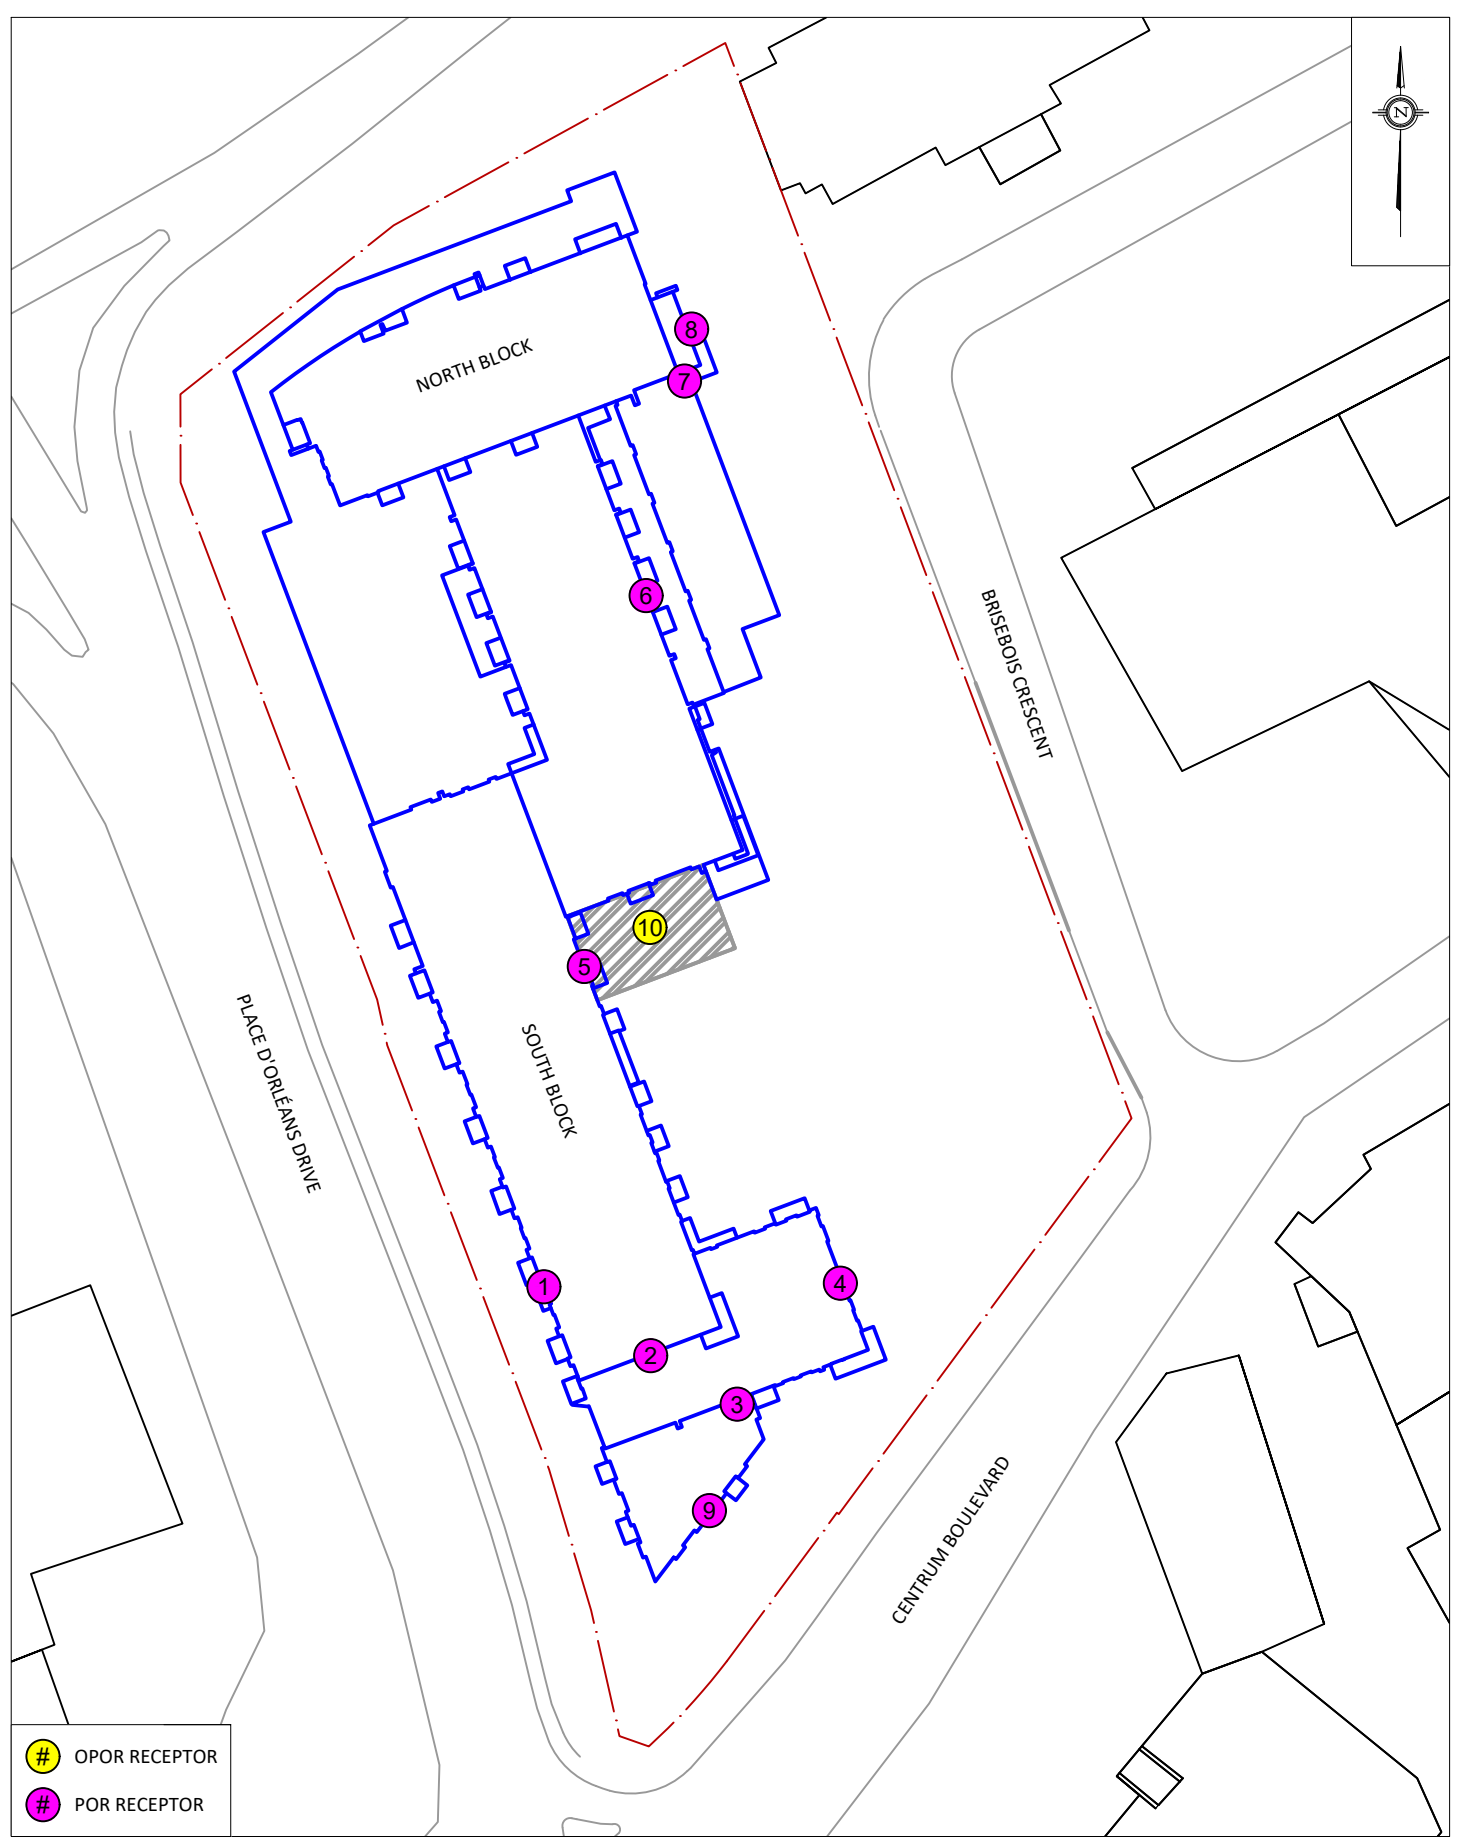 N
8
NORTH BLOCK
7
6
BRISEBOIS CRESCENT
10
5
PLACE D'ORLÉANS DRIVE
SOUTH BLOCK
1
4
2
3
9
CENTRUM BOULEVARD
# OPOR RECEPTOR
# POR RECEPTOR